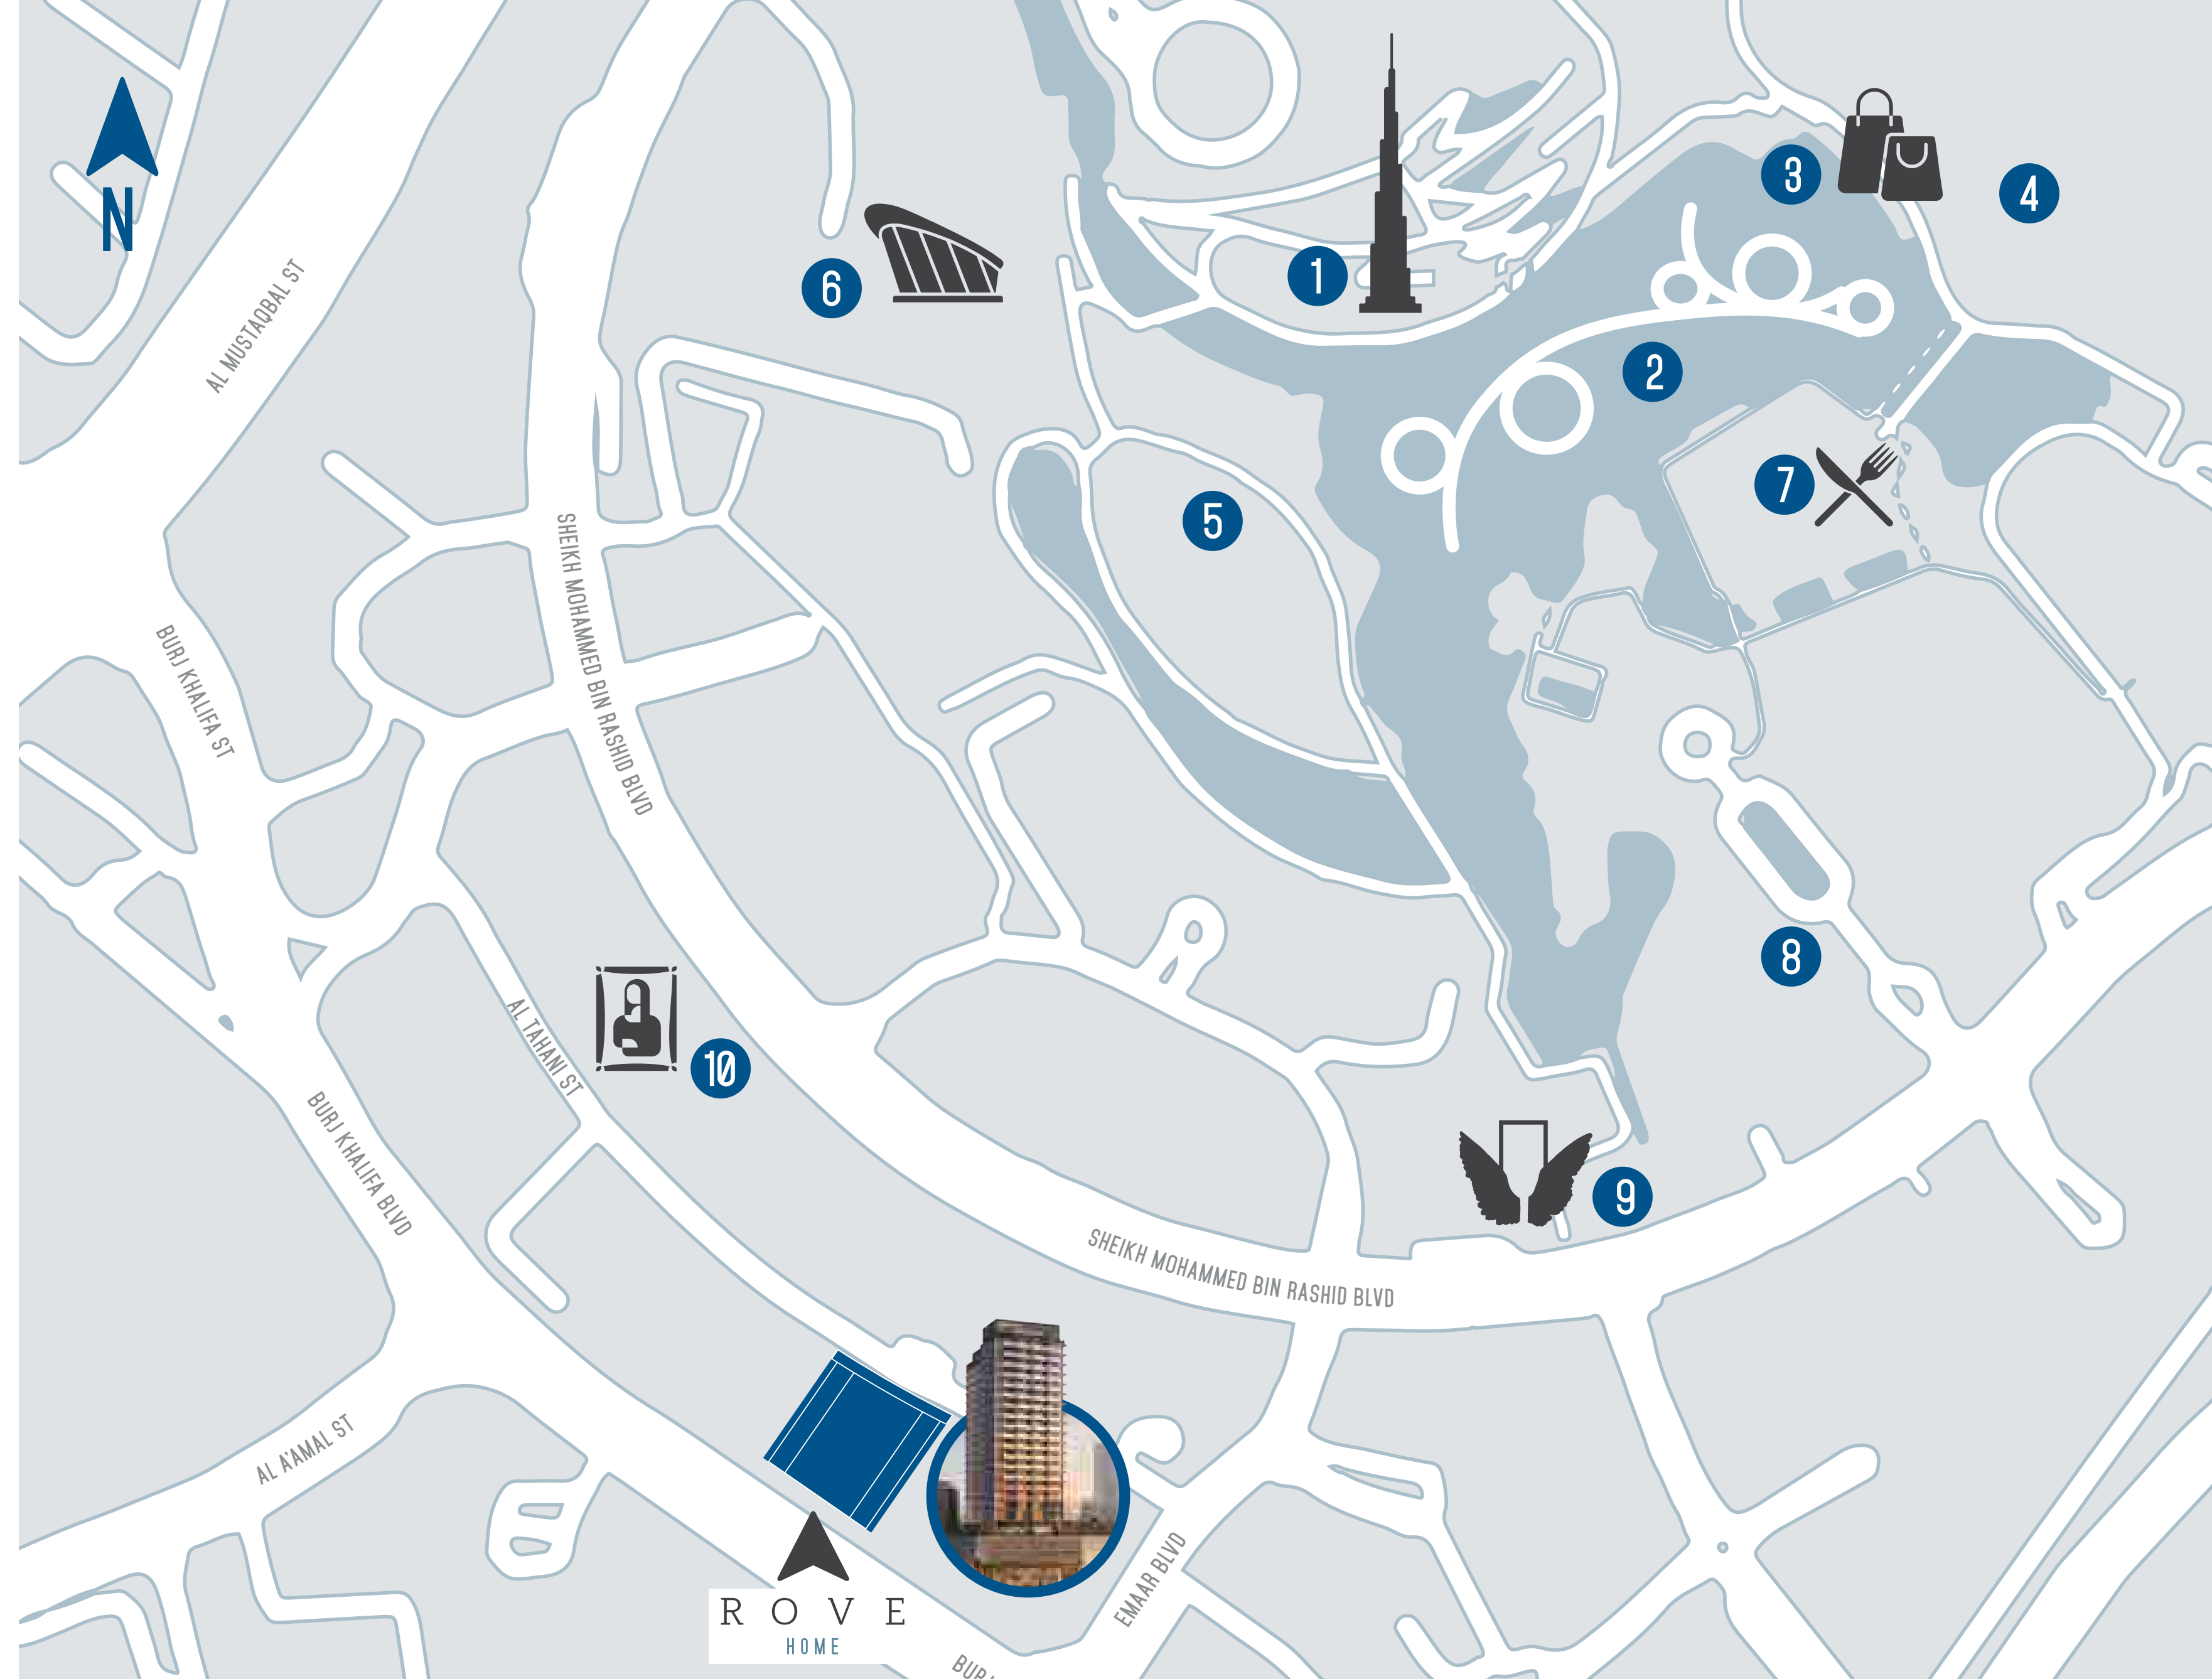 N
AL MUSTAQBAL ST
3
4
6
1
2
7
5
SHEIKH MOHAMMED BIN RASHID BLVD
BURJ KHALIFA ST
8
AL TAHANI ST
10
BURJ KHALIFA BLVD
9
SHEIKH MOHAMMED BIN RASHID BLVD
AL A'AMAL ST
EMAAR BLVD
ROVE
HOME
BURJ